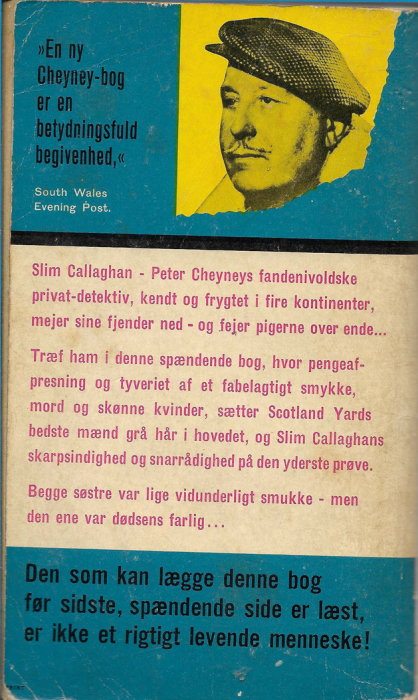 »En ny
Cheyney-bog
er en
betydningsfuld
begivenhed,«
South Wales
Evening Post.
Slim Callaghan - Peter Cheyneys fandenivoldske
privat-detektiv, kendt og frygtet i fire kontinenter,
mejer sine fjender ned - og fejer pigerne over ende...
Træf ham i denne spændende bog, hvor pengeaf-
presning og tyveriet af et fabelagtigt smykke,
mord og skønne kvinder, sætter Scotland Yards
bedste mænd grå hår i hovedet, og Slim Callaghans
skarpsindighed og snarrådighed på den yderste prøve.
Begge søstre var lige vidunderligt smukke - men
den ene var dødsens farlig...
Den som kan lægge denne bog
før sidste, spændende side er læst,
er ikke et rigtigt levende menneske!